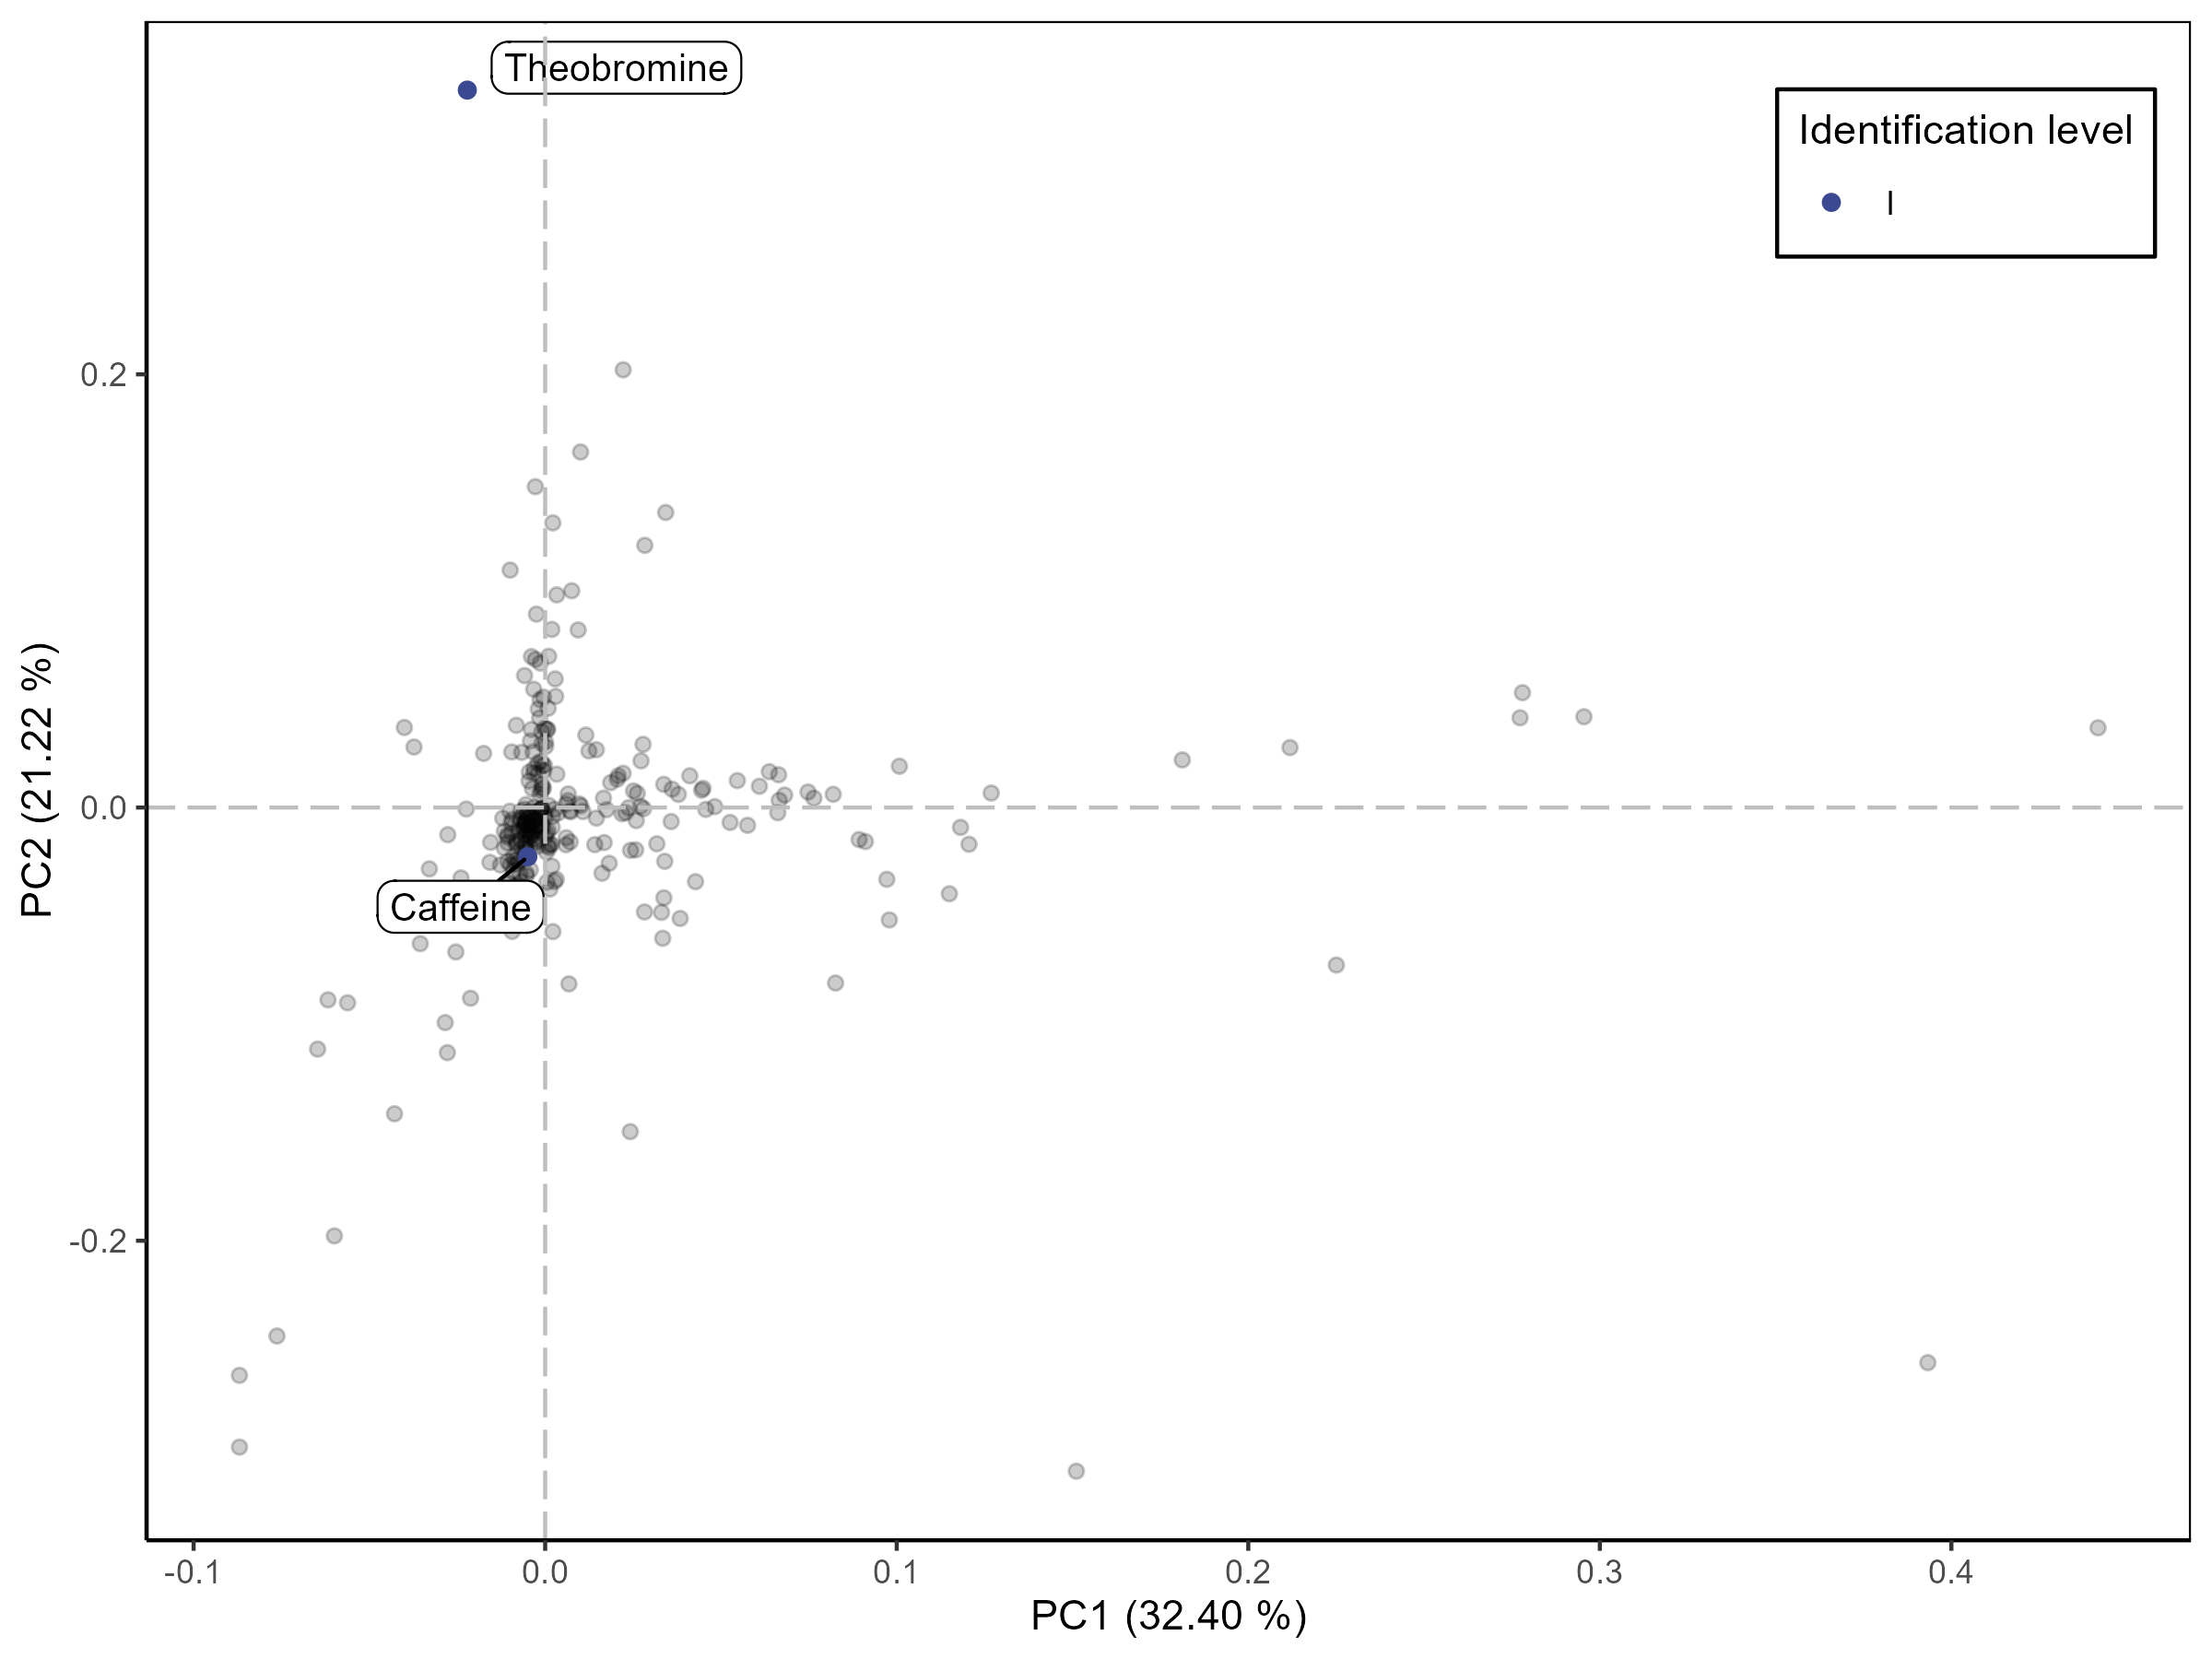 Theobromine
Identification level
I
0.2
0.0
-0.2
PC2 (21.22 %)
Caffeine
-0.1
0.0
0.1
0.2
0.3
0.4
PC1 (32.40 %)